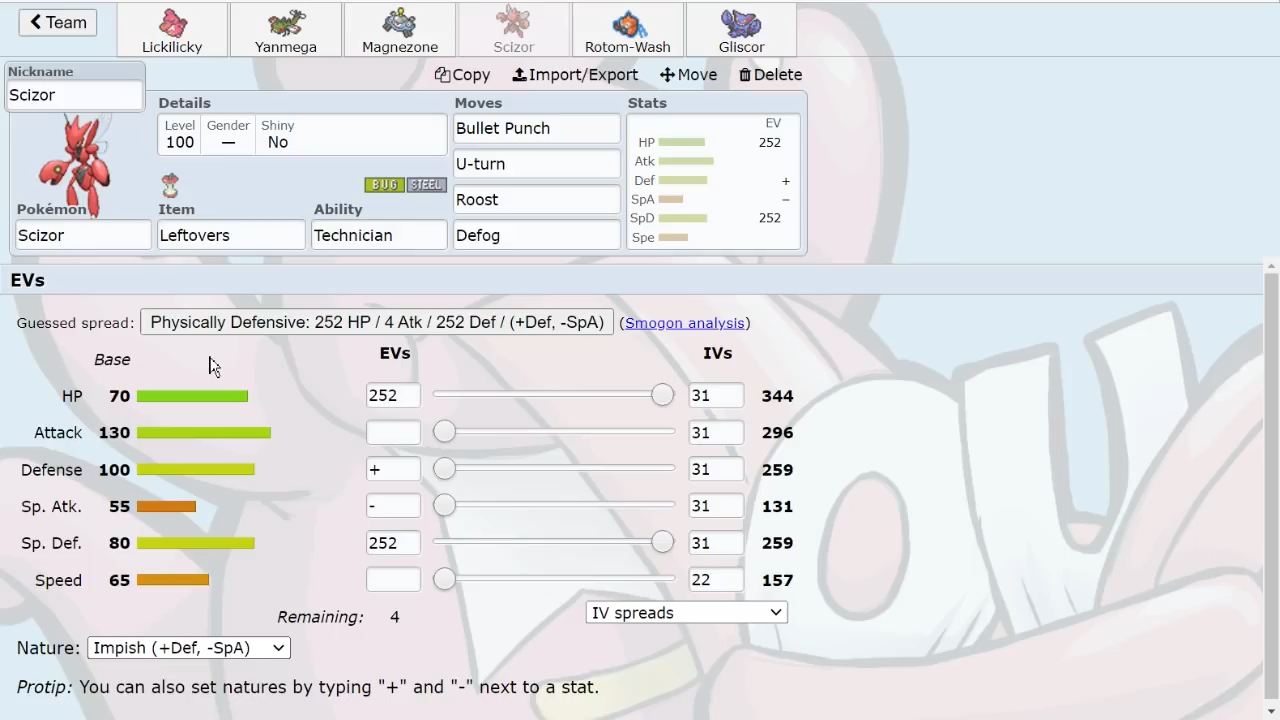 Team
Lickilicky
Yanmega
Magnezone
Scizor
Rotom-Wash
Gliscor
Copy
Import/Export
Move
Delete
Nickname
Scizor
Details
Level
100
Gender
—
Shiny
No
BUG
STEEL
Pokémon
Scizor
Item
Leftovers
Ability
Technician
Moves
Bullet Punch
U-turn
Roost
Defog
Stats
EV
HP 252
Atk
Def +
SpA −
SpD 252
Spe
EVs
Guessed spread: Physically Defensive: 252 HP / 4 Atk / 252 Def / (+Def, -SpA) (Smogon analysis)
Base EVs IVs
HP 70 252 31 344
Attack 130 31 296
Defense 100 + 31 259
Sp. Atk. 55 - 31 131
Sp. Def. 80 252 31 259
Speed 65 22 157
Remaining: 4
IV spreads
Nature: Impish (+Def, -SpA)
Protip: You can also set natures by typing "+" and "-" next to a stat.